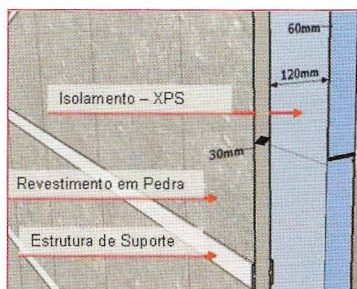 60mm
120mm
Isolamento – XPS
30mm
Revestimento em Pedra
Estrutura de Suporte